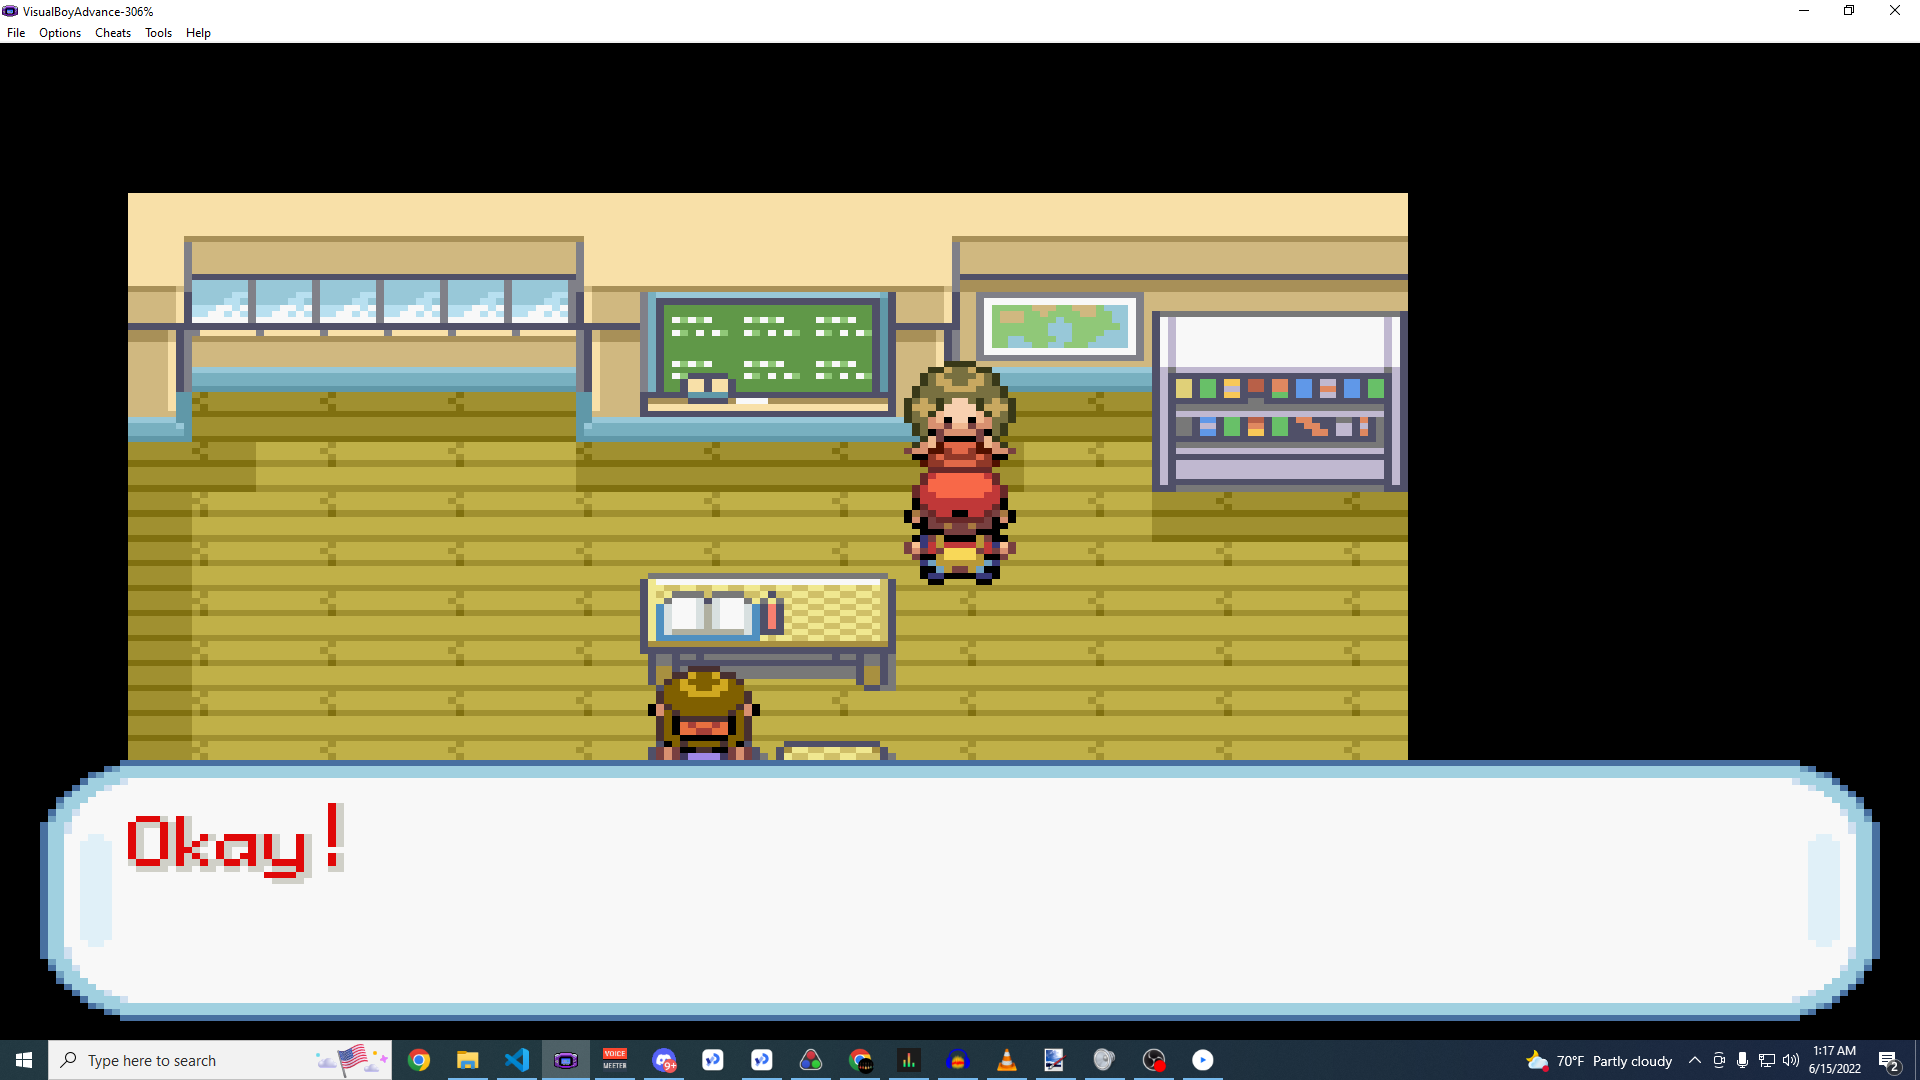 VisualBoyAdvance-306%
File Options Cheats Tools Help
Okay!
Type here to search
VOICE
MEETER
9+
70°F Partly cloudy
1:17 AM
6/15/2022
2